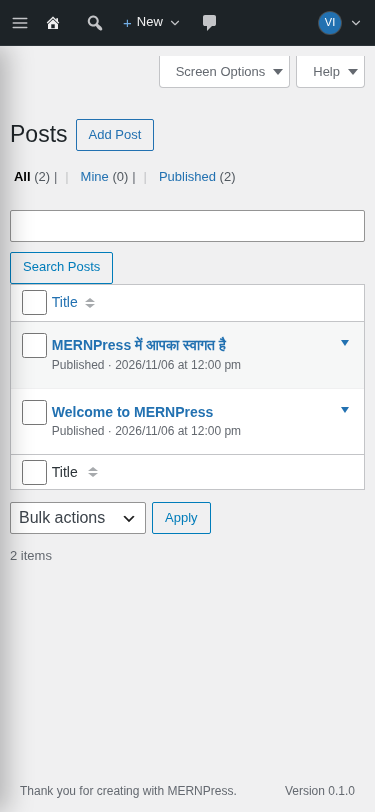 + New VI
Screen Options Help
Posts Add Post
All (2) | | Mine (0) | | Published (2)
Search Posts
Title
MERNPress में आपका स्वागत है
Published · 2026/11/06 at 12:00 pm
Welcome to MERNPress
Published · 2026/11/06 at 12:00 pm
Title
Bulk actions Apply
2 items
Thank you for creating with MERNPress. Version 0.1.0